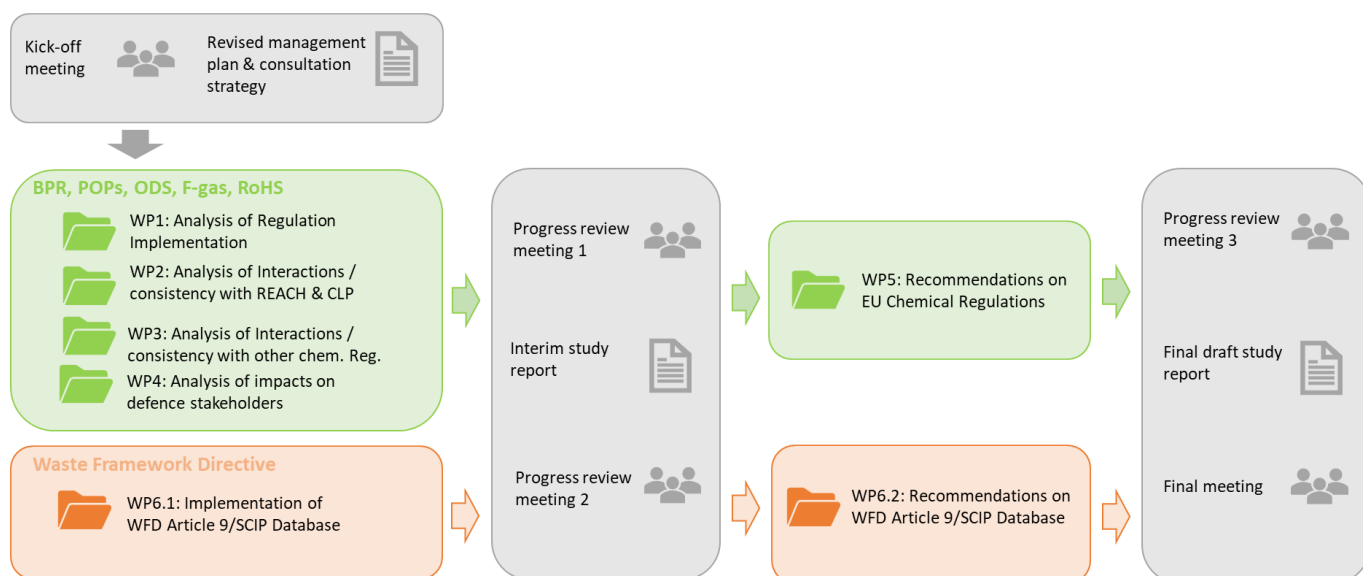 Kick-off
meeting
Revised management
plan & consultation
strategy
BPR, POPs, ODS, F-gas, RoHS
WP1: Analysis of Regulation
Implementation
WP2: Analysis of Interactions /
consistency with REACH & CLP
WP3: Analysis of Interactions /
consistency with other chem. Reg.
WP4: Analysis of impacts on
defence stakeholders
Waste Framework Directive
WP6.1: Implementation of
WFD Article 9/SCIP Database
Progress review
meeting 1
Interim study
report
Progress review
meeting 2
WP5: Recommendations on
EU Chemical Regulations
WP6.2: Recommendations on
WFD Article 9/SCIP Database
Progress review
meeting 3
Final draft study
report
Final meeting